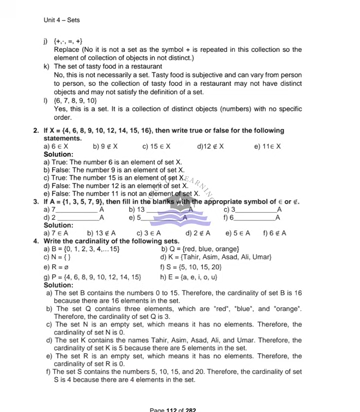 Unit 4 – Sets
j) {+,-, =, +}
Replace (No it is not a set as the symbol + is repeated in this collection so the
element of collection of objects in not distinct.)
k) The set of tasty food in a restaurant
No, this is not necessarily a set. Tasty food is subjective and can vary from person
to person, so the collection of tasty food in a restaurant may not have distinct
objects and may not satisfy the definition of a set.
l) {6, 7, 8, 9, 10}
Yes, this is a set. It is a collection of distinct objects (numbers) with no specific
order.
2. If X = {4, 6, 8, 9, 10, 12, 14, 15, 16}, then write true or false for the following
statements.
a) 6 ∈ X b) 9 ∉ X c) 15 ∈ X d)12 ∉ X e) 11∈ X
Solution:
a) True: The number 6 is an element of set X.
b) False: The number 9 is an element of set X.
c) True: The number 15 is an element of set X.
d) False: The number 12 is an element of set X.
e) False: The number 11 is not an element of set X.
3. If A = {1, 3, 5, 7, 9}, then fill in the blanks with the appropriate symbol of ∈ or ∉.
a) 7 __________ A b) 13 __________ A c) 3__________A
d) 2 __________A e) 5__________A f) 6__________A
Solution:
a) 7 ∈ A b) 13 ∉ A c) 3 ∈ A d) 2 ∉ A e) 5 ∈ A f) 6 ∉ A
4. Write the cardinality of the following sets.
a) B = {0, 1, 2, 3, 4,…15} b) Q = {red, blue, orange}
c) N = { } d) K = {Tahir, Asim, Asad, Ali, Umar}
e) R = ø f) S = {5, 10, 15, 20}
g) P = {4, 6, 8, 9, 10, 12, 14, 15} h) E = {a, e, i, o, u}
Solution:
a) The set B contains the numbers 0 to 15. Therefore, the cardinality of set B is 16
because there are 16 elements in the set.
b) The set Q contains three elements, which are "red", "blue", and "orange".
Therefore, the cardinality of set Q is 3.
c) The set N is an empty set, which means it has no elements. Therefore, the
cardinality of set N is 0.
d) The set K contains the names Tahir, Asim, Asad, Ali, and Umar. Therefore, the
cardinality of set K is 5 because there are 5 elements in the set.
e) The set R is an empty set, which means it has no elements. Therefore, the
cardinality of set R is 0.
f) The set S contains the numbers 5, 10, 15, and 20. Therefore, the cardinality of set
S is 4 because there are 4 elements in the set.
Page 112 of 282